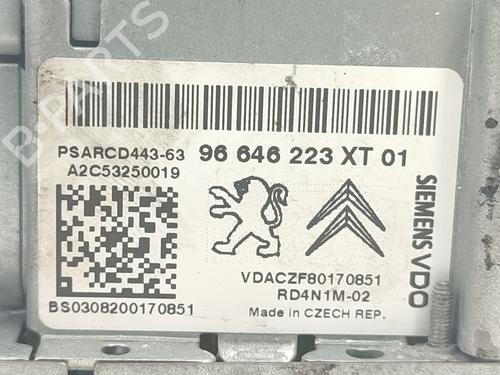 B-PARTS
PSARCD443-63 96 646 223 XT 01
A2C53250019
SIEMENS VDO
VDACZF80170851
RD4N1M-02
BS0308200170851
Made in CZECH REP.